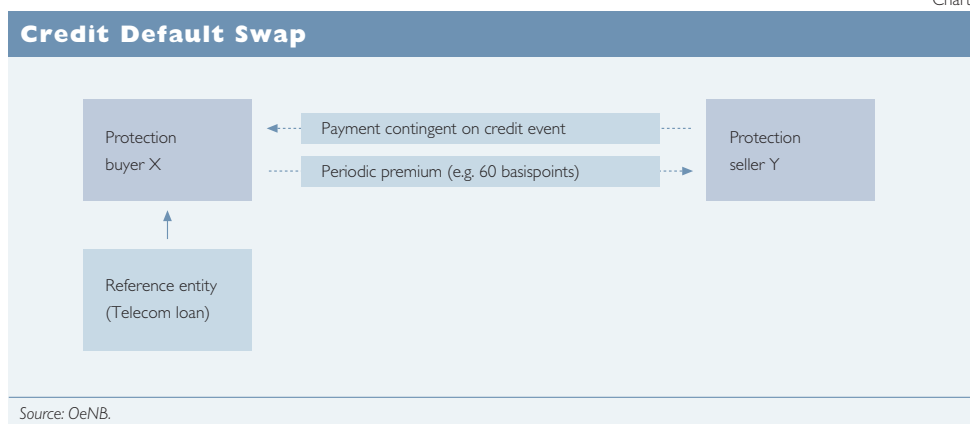 Chart
Credit Default Swap
Protection
buyer X
Payment contingent on credit event
Periodic premium (e.g. 60 basispoints)
Protection
seller Y
Reference entity
(Telecom loan)
Source: OeNB.